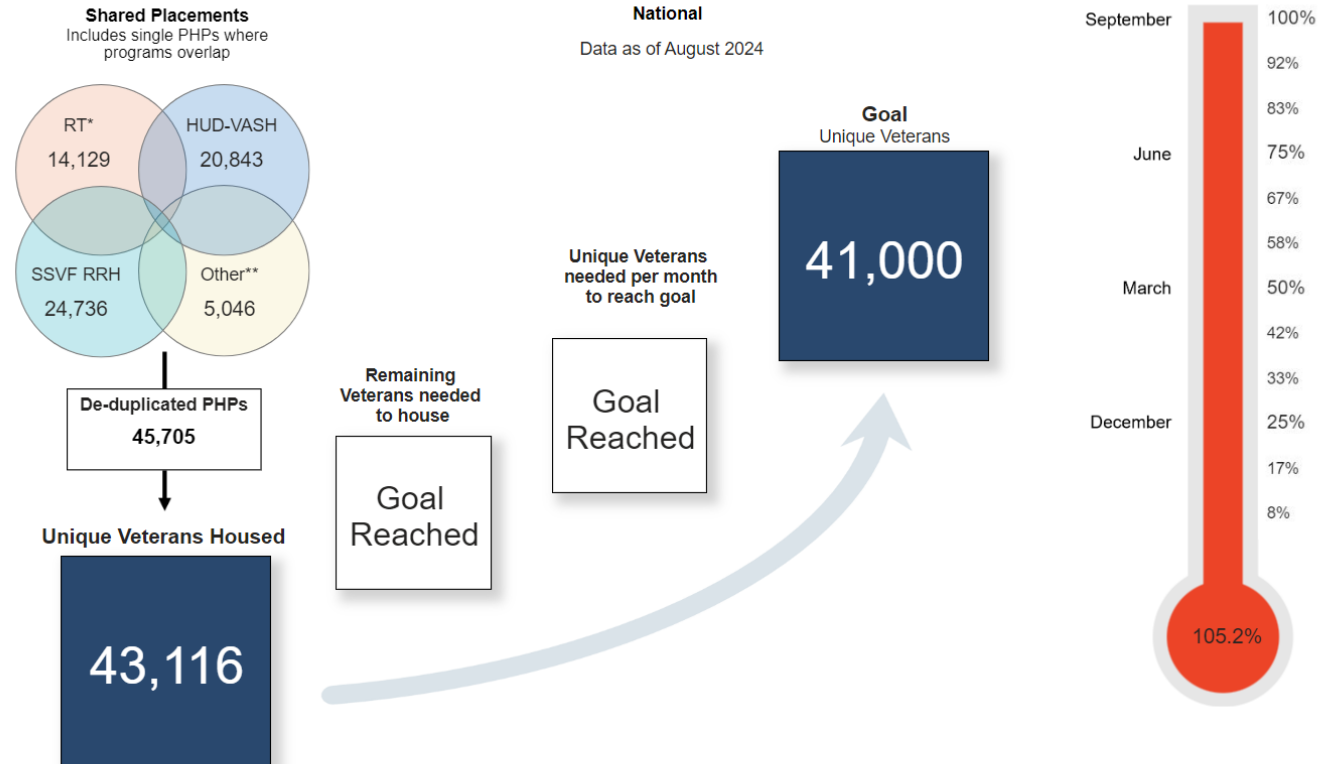 Shared Placements
Includes single PHPs where
programs overlap
RT*
14,129
HUD-VASH
20,843
SSVF RRH
24,736
Other**
5,046
De-duplicated PHPs
45,705
Unique Veterans Housed
43,116
National
Data as of August 2024
Remaining
Veterans needed
to house
Goal
Reached
Unique Veterans
needed per month
to reach goal
Goal
Reached
Goal
Unique Veterans
41,000
September
100%
92%
83%
June
75%
67%
58%
March
50%
42%
33%
December
25%
17%
8%
105.2%